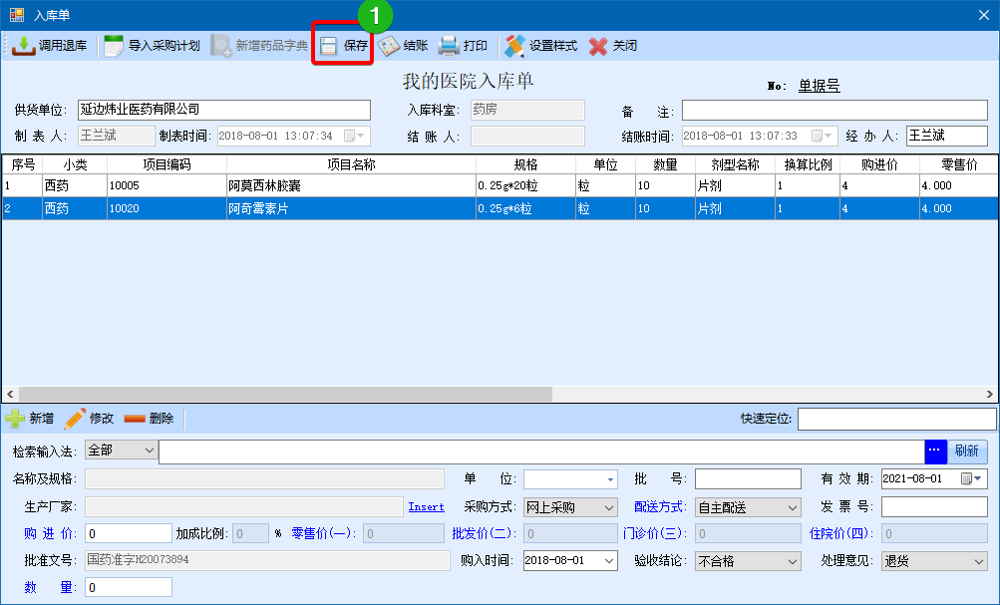 入库单
调用退库 导入采购计划 新增药品字典 保存 结账 打印 设置样式 关闭
1
我的医院入库单
No: 单据号
供货单位: 延边炜业医药有限公司 入库科室: 药房 备 注:
制 表 人: 王兰斌 制表时间: 2018-08-01 13:07:34 结 账 人: 结账时间: 2018-08-01 13:07:33 经 办 人: 王兰斌
序号 小类 项目编码 项目名称 规格 单位 数量 剂型名称 换算比例 购进价 零售价
1 西药 10005 阿莫西林胶囊 0.25g*20粒 粒 10 片剂 1 4 4.000
2 西药 10020 阿奇霉素片 0.25g*6粒 粒 10 片剂 1 4 4.000
新增 修改 删除 快速定位:
检索输入法: 全部 ... 刷新
名称及规格: 单 位: 批 号: 有 效 期: 2021-08-01
生产厂家: Insert 采购方式: 网上采购 配送方式: 自主配送 发 票 号:
购 进 价: 0 加成比例: 0 % 零售价(一): 0 批发价(二): 0 门诊价(三): 0 住院价(四): 0
批准文号: 国药准字H20073894 购入时间: 2018-08-01 验收结论: 不合格 处理意见: 退货
数 量: 0